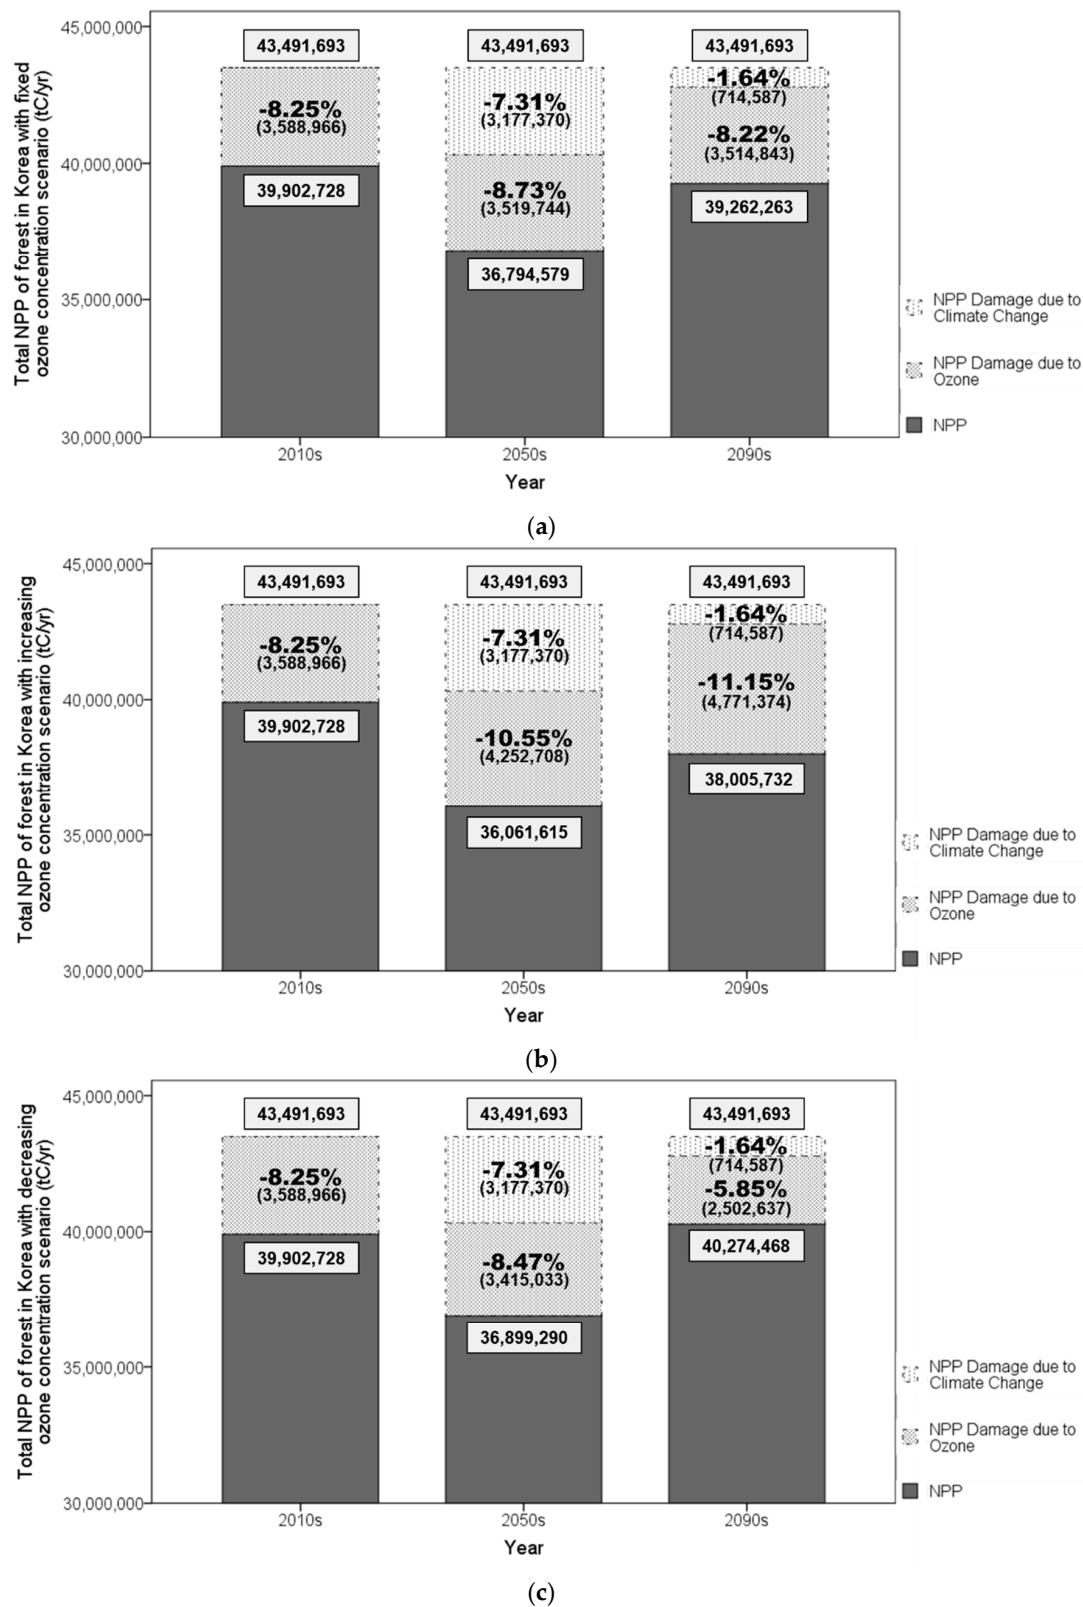 Total NPP of forest in Korea with fixed
ozone concentration scenario (tC/yr)
45,000,000
40,000,000
35,000,000
30,000,000
43,491,693
43,491,693
43,491,693
-8.25%
(3,588,966)
-7.31%
(3,177,370)
-1.64%
(714,587)
-8.73%
(3,519,744)
-8.22%
(3,514,843)
39,902,728
36,794,579
39,262,263
NPP Damage due to
Climate Change
NPP Damage due to
Ozone
NPP
2010s
2050s
2090s
Year
(a)
Total NPP of forest in Korea with increasing
ozone concentration scenario (tC/yr)
45,000,000
40,000,000
35,000,000
30,000,000
43,491,693
43,491,693
43,491,693
-8.25%
(3,588,966)
-7.31%
(3,177,370)
-1.64%
(714,587)
-10.55%
(4,252,708)
-11.15%
(4,771,374)
39,902,728
36,061,615
38,005,732
NPP Damage due to
Climate Change
NPP Damage due to
Ozone
NPP
2010s
2050s
2090s
Year
(b)
Total NPP of forest in Korea with decreasing
ozone concentration scenario (tC/yr)
45,000,000
40,000,000
35,000,000
30,000,000
43,491,693
43,491,693
43,491,693
-8.25%
(3,588,966)
-7.31%
(3,177,370)
-1.64%
(714,587)
-8.47%
(3,415,033)
-5.85%
(2,502,637)
39,902,728
36,899,290
40,274,468
NPP Damage due to
Climate Change
NPP Damage due to
Ozone
NPP
2010s
2050s
2090s
Year
(c)